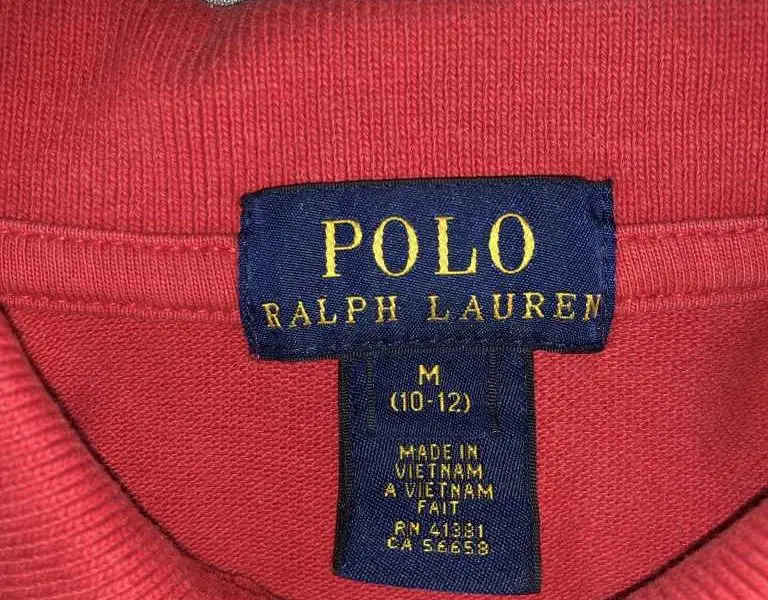 POLO
RALPH LAUREN
M
(10-12)
MADE IN
VIETNAM
A VIETNAM
FAIT
RN 41381
CA 56658